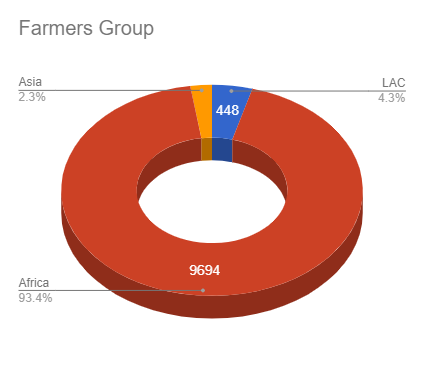 Farmers Group
Asia
2.3%
LAC
4.3%
448
9694
Africa
93.4%